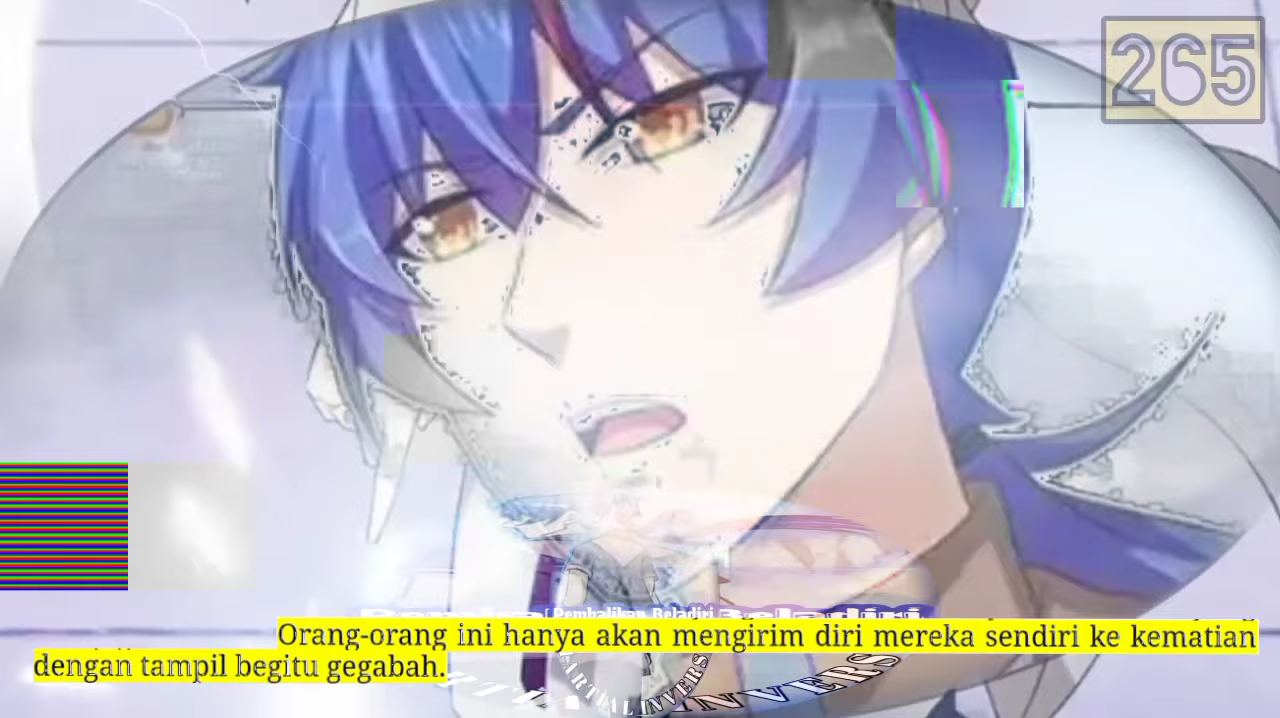 265
Pembalikan Beladiri
Orang-orang ini hanya akan mengirim diri mereka sendiri ke kematian
dengan tampil begitu gegabah.